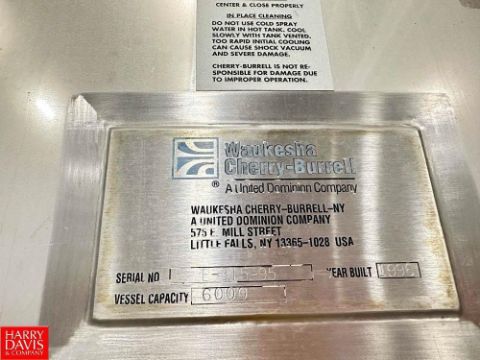 CENTER & CLOSE PROPERLY
IN PLACE CLEANING
DO NOT USE COLD SPRAY
WATER IN HOT TANK. COOL
SLOWLY WITH TANK VENTED.
TOO RAPID INITIAL COOLING
CAN CAUSE SHOCK VACUUM
AND SEVERE DAMAGE.
CHERRY-BURRELL IS NOT RE-
SPONSIBLE FOR DAMAGE DUE
TO IMPROPER OPERATION.
Waukesha
Cherry-Burrell
® A United Dominion Company
WAUKESHA CHERRY-BURRELL-NY
A UNITED DOMINION COMPANY
575 E. MILL STREET
LITTLE FALLS, NY 13365-1028 USA
SERIAL NO YEAR BUILT
VESSEL CAPACITY 6000
HARRY
DAVIS
& COMPANY